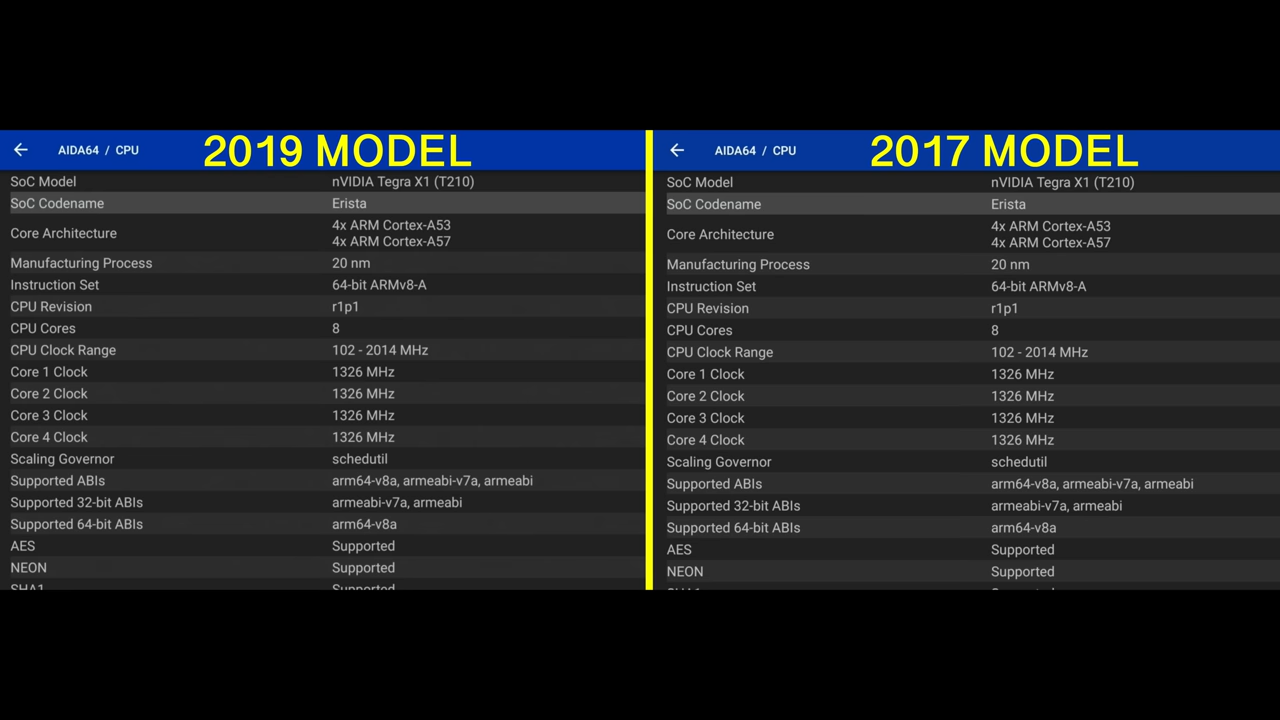 AIDA64 / CPU 2019 MODEL
SoC Model nVIDIA Tegra X1 (T210)
SoC Codename Erista
Core Architecture 4x ARM Cortex-A53
4x ARM Cortex-A57
Manufacturing Process 20 nm
Instruction Set 64-bit ARMv8-A
CPU Revision r1p1
CPU Cores 8
CPU Clock Range 102 - 2014 MHz
Core 1 Clock 1326 MHz
Core 2 Clock 1326 MHz
Core 3 Clock 1326 MHz
Core 4 Clock 1326 MHz
Scaling Governor schedutil
Supported ABIs arm64-v8a, armeabi-v7a, armeabi
Supported 32-bit ABIs armeabi-v7a, armeabi
Supported 64-bit ABIs arm64-v8a
AES Supported
NEON Supported
SHA1 Supported
AIDA64 / CPU 2017 MODEL
SoC Model nVIDIA Tegra X1 (T210)
SoC Codename Erista
Core Architecture 4x ARM Cortex-A53
4x ARM Cortex-A57
Manufacturing Process 20 nm
Instruction Set 64-bit ARMv8-A
CPU Revision r1p1
CPU Cores 8
CPU Clock Range 102 - 2014 MHz
Core 1 Clock 1326 MHz
Core 2 Clock 1326 MHz
Core 3 Clock 1326 MHz
Core 4 Clock 1326 MHz
Scaling Governor schedutil
Supported ABIs arm64-v8a, armeabi-v7a, armeabi
Supported 32-bit ABIs armeabi-v7a, armeabi
Supported 64-bit ABIs arm64-v8a
AES Supported
NEON Supported